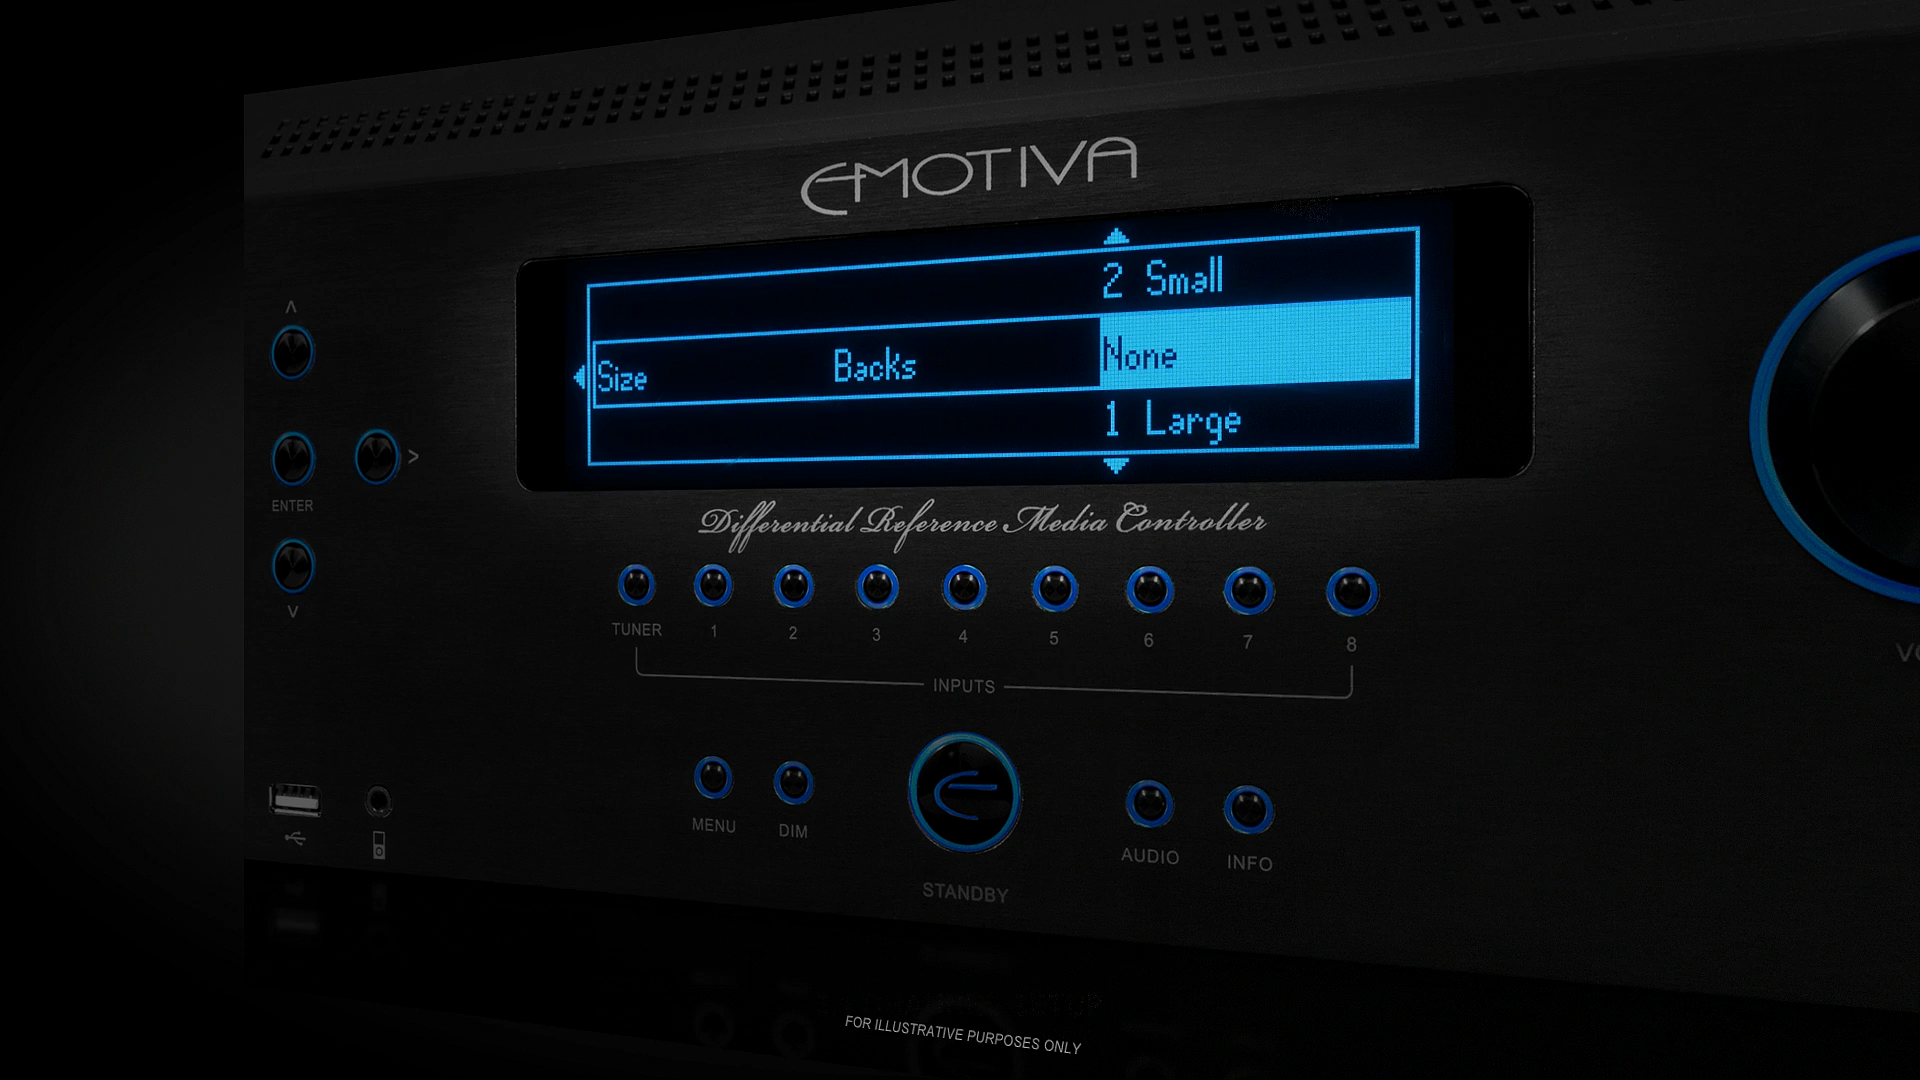 EMOTIVA
2 Small
Size Backs None
1 Large
Differential Reference Media Controller
ENTER
TUNER 1 2 3 4 5 6 7 8
INPUTS
MENU DIM STANDBY AUDIO INFO
FOR ILLUSTRATIVE PURPOSES ONLY